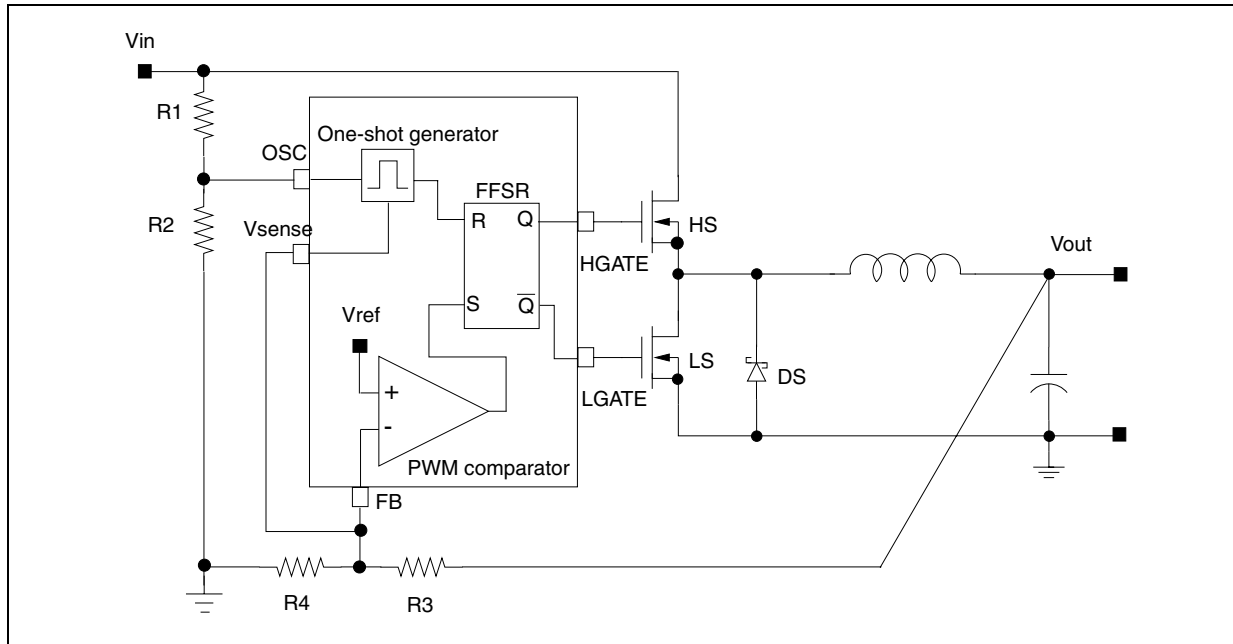 Vin
R1
One-shot generator
OSC
FFSR
R
Q
HS
R2
Vsense
HGATE
Vout
S
Q̅
Vref
LS
DS
LGATE
+
-
PWM comparator
FB
R4
R3